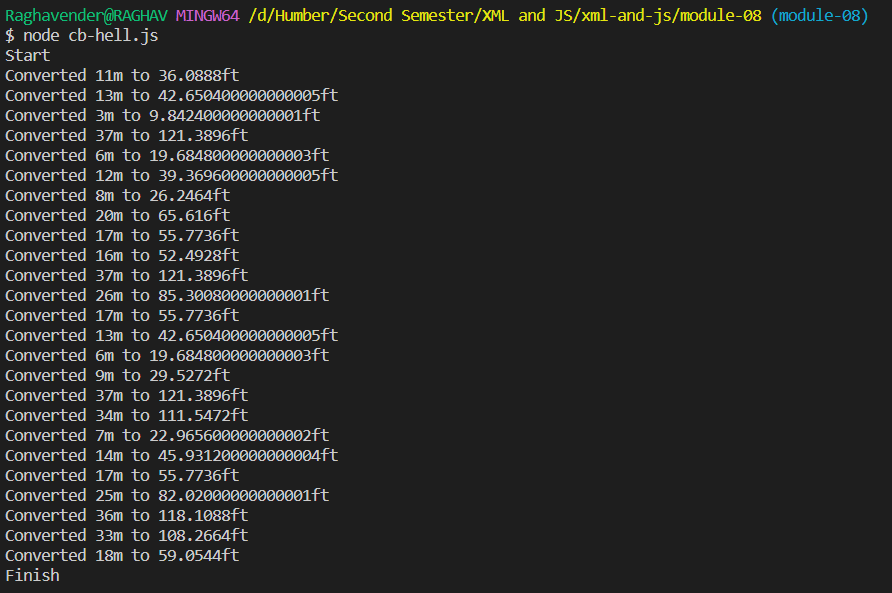 Raghavender@RAGHAV MINGW64 /d/Humber/Second Semester/XML and JS/xml-and-js/module-08 (module-08)
$ node cb-hell.js
Start
Converted 11m to 36.0888ft
Converted 13m to 42.650400000000005ft
Converted 3m to 9.842400000000001ft
Converted 37m to 121.3896ft
Converted 6m to 19.684800000000003ft
Converted 12m to 39.369600000000005ft
Converted 8m to 26.2464ft
Converted 20m to 65.616ft
Converted 17m to 55.7736ft
Converted 16m to 52.4928ft
Converted 37m to 121.3896ft
Converted 26m to 85.30080000000001ft
Converted 17m to 55.7736ft
Converted 13m to 42.650400000000005ft
Converted 6m to 19.684800000000003ft
Converted 9m to 29.5272ft
Converted 37m to 121.3896ft
Converted 34m to 111.5472ft
Converted 7m to 22.965600000000002ft
Converted 14m to 45.931200000000004ft
Converted 17m to 55.7736ft
Converted 25m to 82.02000000000001ft
Converted 36m to 118.1088ft
Converted 33m to 108.2664ft
Converted 18m to 59.0544ft
Finish